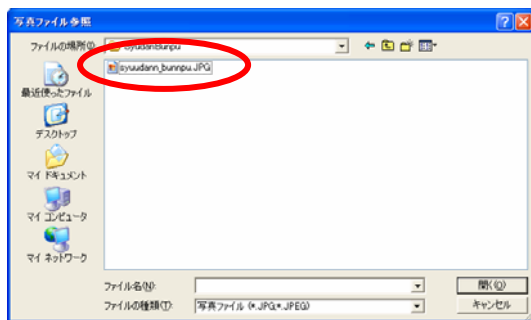 写真ファイル参照
ファイルの場所(I):
SyudanBunpu
syuudann_bunnpu.JPG
最近使ったファイル
デスクトップ
マイ ドキュメント
マイ コンピュータ
マイ ネットワーク
ファイル名(N):
開く(O)
ファイルの種類(T):
写真ファイル (*.JPG;*.JPEG)
キャンセル